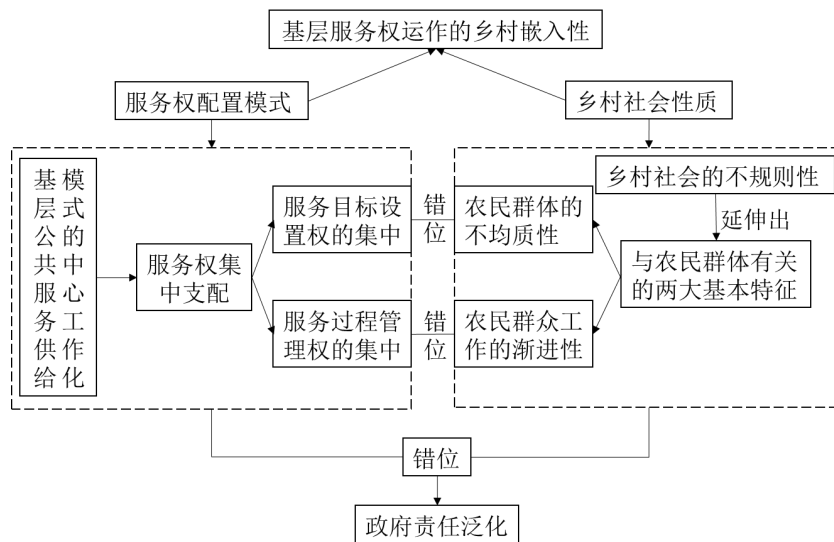 基层服务权运作的乡村嵌入性
服务权配置模式
乡村社会性质
基层公共服务供给
模式的中心工作化
服务权集
中支配
服务目标设
置权的集中
错
位
农民群体的
不均质性
乡村社会的不规则性
延伸出
与农民群体有关
的两大基本特征
服务过程管
理权的集中
错
位
农民群众工
作的渐进性
错位
政府责任泛化